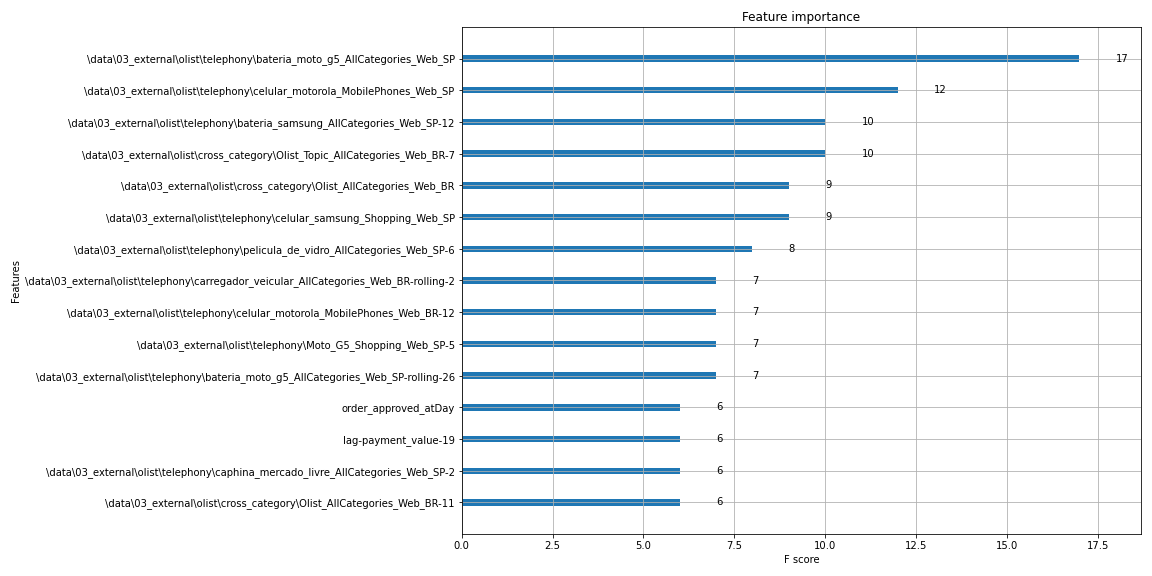 Feature importance
\data\03_external\olist\telephony\bateria_moto_g5_AllCategories_Web_SP 17
\data\03_external\olist\telephony\celular_motorola_MobilePhones_Web_SP 12
\data\03_external\olist\telephony\bateria_samsung_AllCategories_Web_SP-12 10
\data\03_external\olist\cross_category\Olist_Topic_AllCategories_Web_BR-7 10
\data\03_external\olist\cross_category\Olist_AllCategories_Web_BR 9
\data\03_external\olist\telephony\celular_samsung_Shopping_Web_SP 9
\data\03_external\olist\telephony\pelicula_de_vidro_AllCategories_Web_SP-6 8
\data\03_external\olist\telephony\carregador_veicular_AllCategories_Web_BR-rolling-2 7
\data\03_external\olist\telephony\celular_motorola_MobilePhones_Web_BR-12 7
\data\03_external\olist\telephony\Moto_G5_Shopping_Web_SP-5 7
\data\03_external\olist\telephony\bateria_moto_g5_AllCategories_Web_SP-rolling-26 7
order_approved_atDay 6
lag-payment_value-19 6
\data\03_external\olist\telephony\caphina_mercado_livre_AllCategories_Web_SP-2 6
\data\03_external\olist\cross_category\Olist_AllCategories_Web_BR-11 6
Features
0.0 2.5 5.0 7.5 10.0 12.5 15.0 17.5
F score